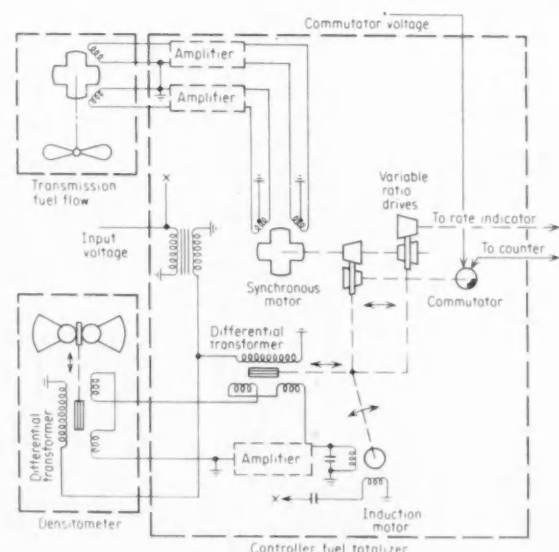 Commutator voltage
Amplifier
Amplifier
Transmission
fuel flow
Variable
ratio
drives
To rate indicator
Input
voltage
To counter
Synchronous
motor
Commutator
Differential
transformer
Differential
transformer
Amplifier
Induction
motor
Densitometer
Controller fuel totalizer